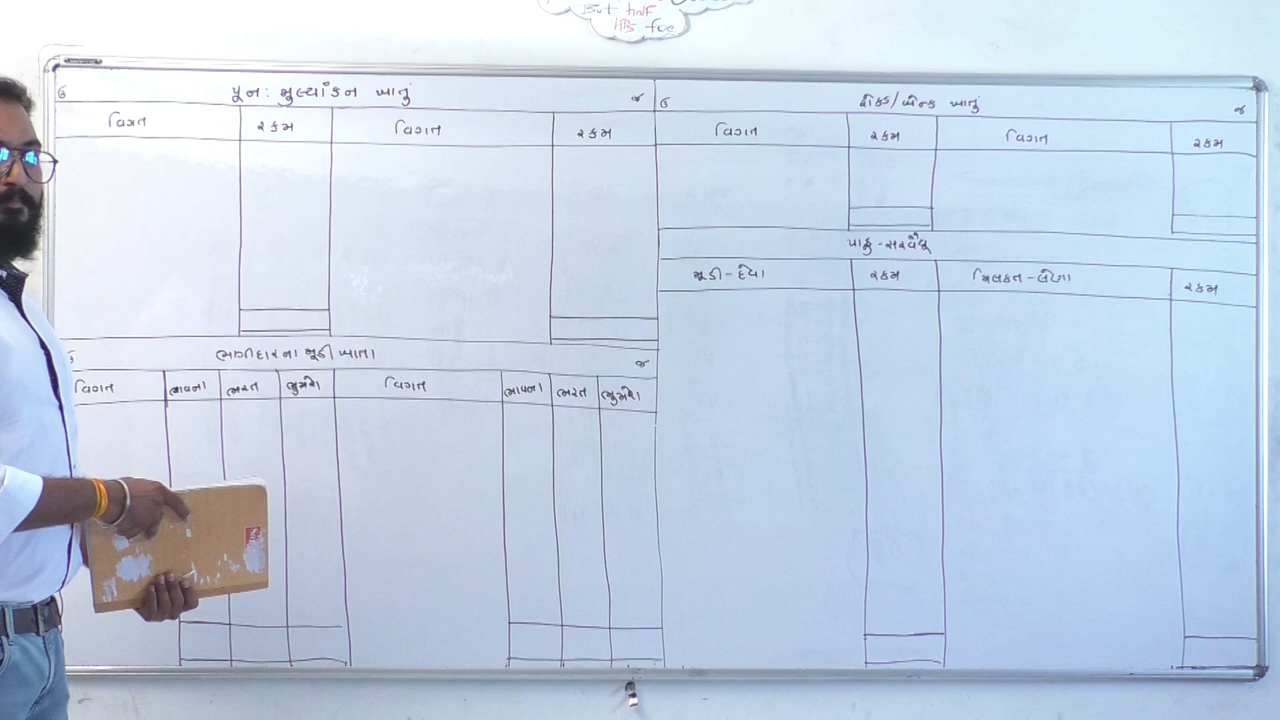 But half
પૂન: મુલ્યાંકન ખાતું
ઉ જ
વિગત રકમ વિગત રકમ
ભાગીદારના મૂડી ખાતા
જ
વિગત ભાવના ભરત વિગત ભાવના ભરત
ઉ રોકડ/બેન્ક ખાતું જ
વિગત રકમ વિગત રકમ
પાકુ-સરવૈયૂ
મૂડી-દેવા રકમ મિલકત-લેણા રકમ